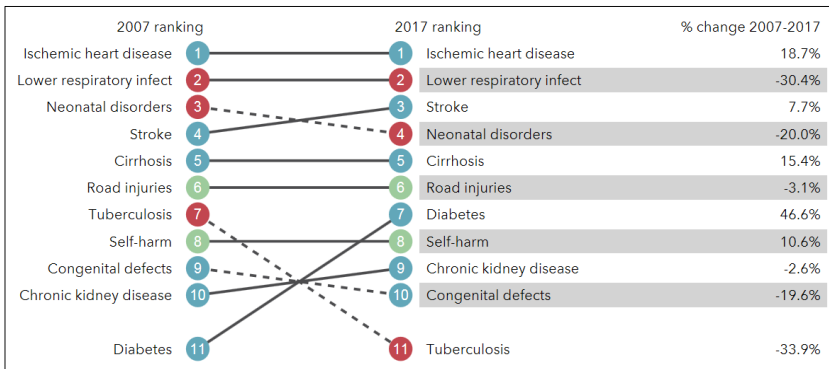 2007 ranking 2017 ranking % change 2007-2017
Ischemic heart disease 1 1 Ischemic heart disease 18.7%
Lower respiratory infect 2 2 Lower respiratory infect -30.4%
Neonatal disorders 3 3 Stroke 7.7%
Stroke 4 4 Neonatal disorders -20.0%
Cirrhosis 5 5 Cirrhosis 15.4%
Road injuries 6 6 Road injuries -3.1%
Tuberculosis 7 7 Diabetes 46.6%
Self-harm 8 8 Self-harm 10.6%
Congenital defects 9 9 Chronic kidney disease -2.6%
Chronic kidney disease 10 10 Congenital defects -19.6%
Diabetes 11 11 Tuberculosis -33.9%